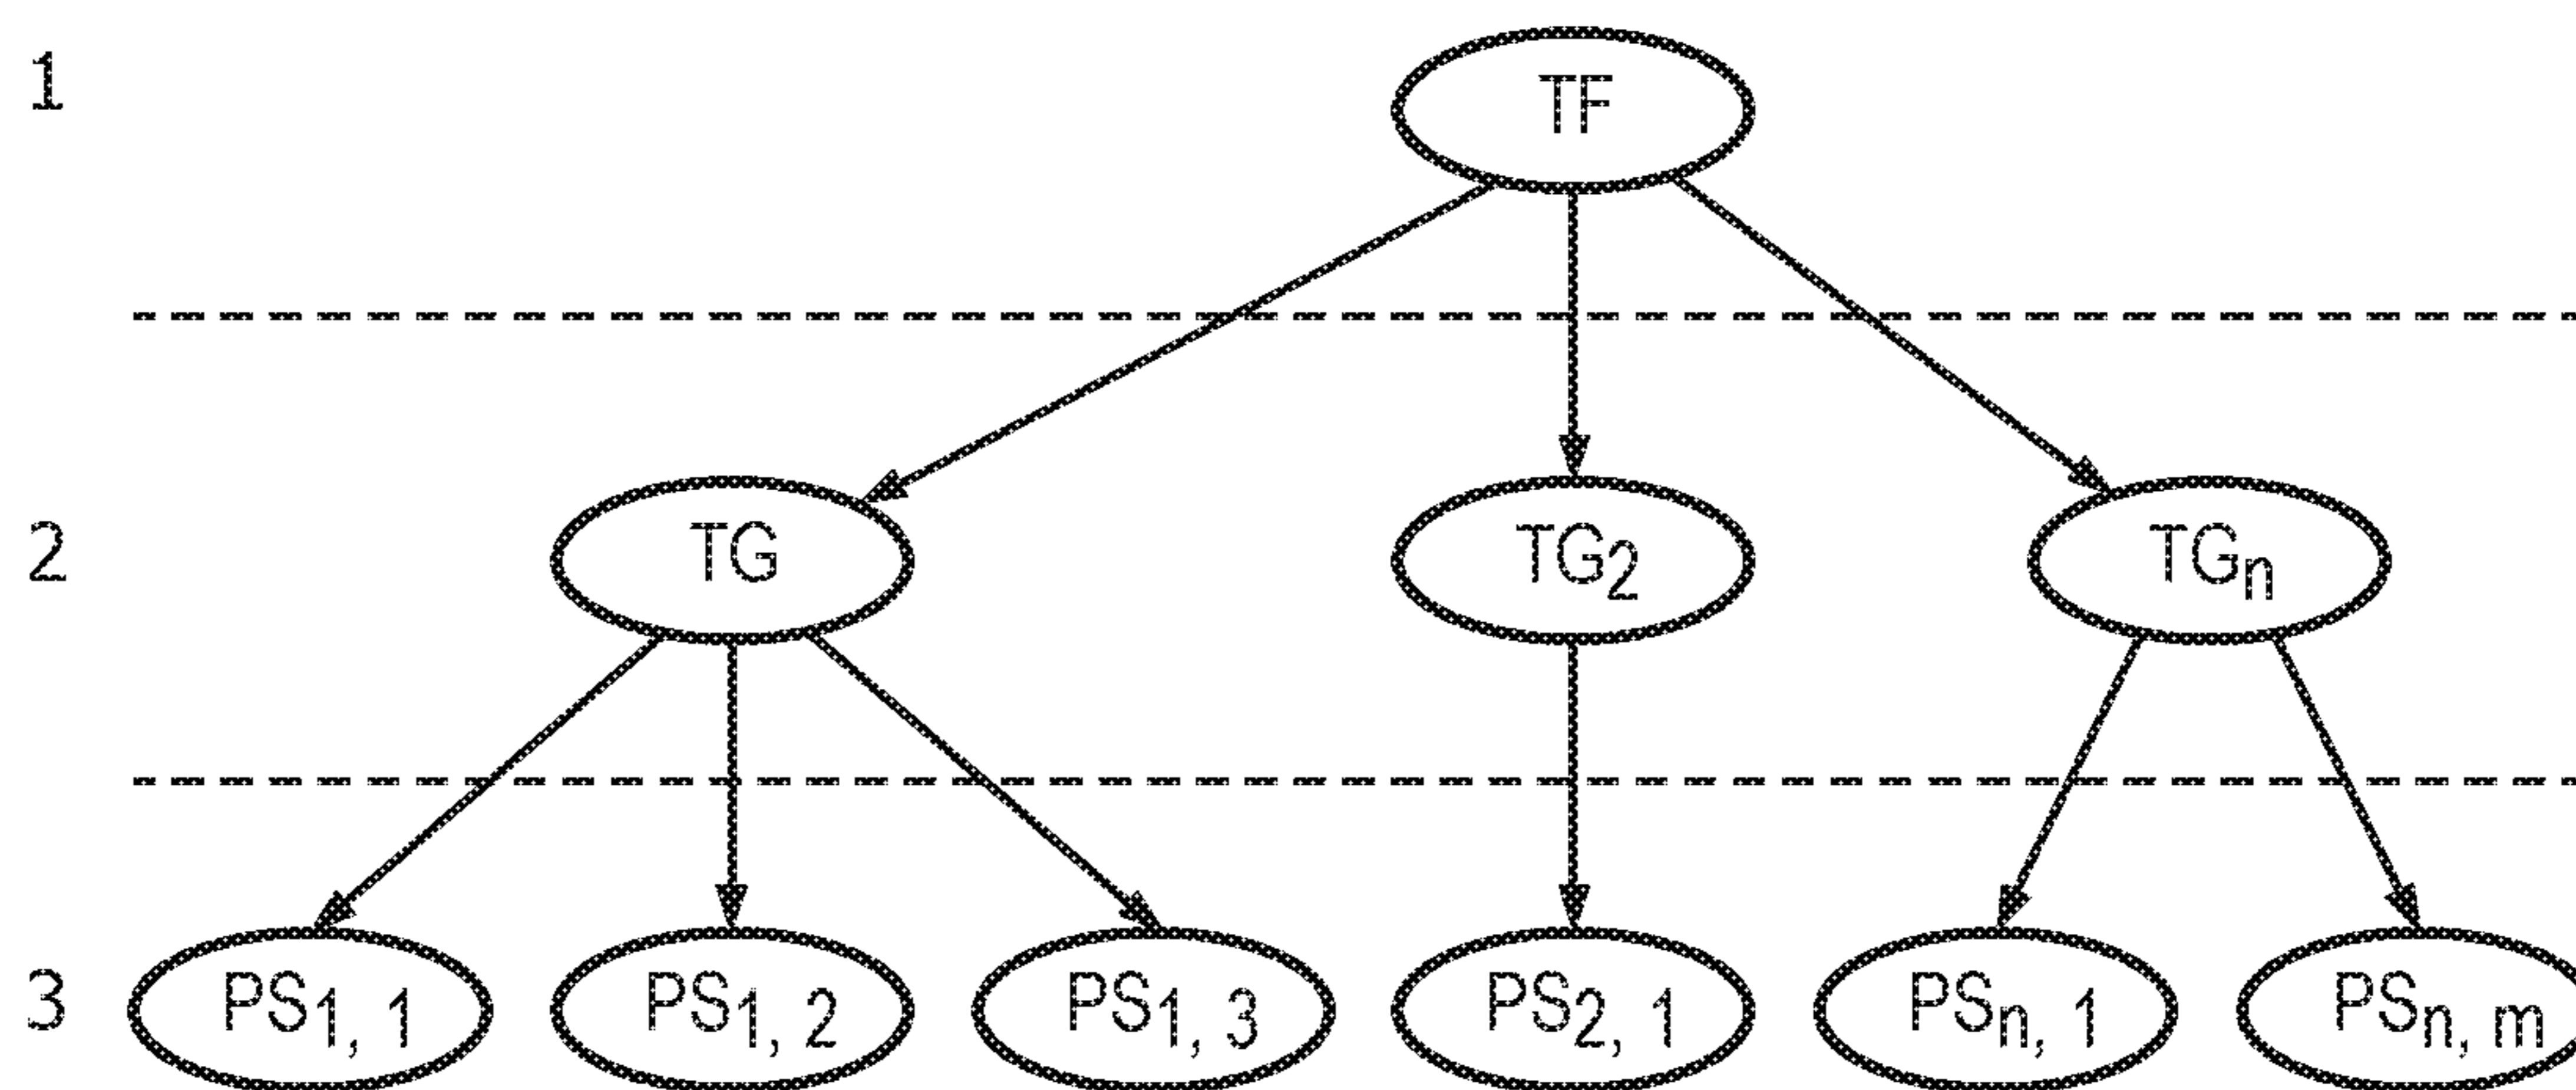 1 TF
2 TG TG2 TGn
3 PS1, 1 PS1, 2 PS1, 3 PS2, 1 PSn, 1 PSn, m